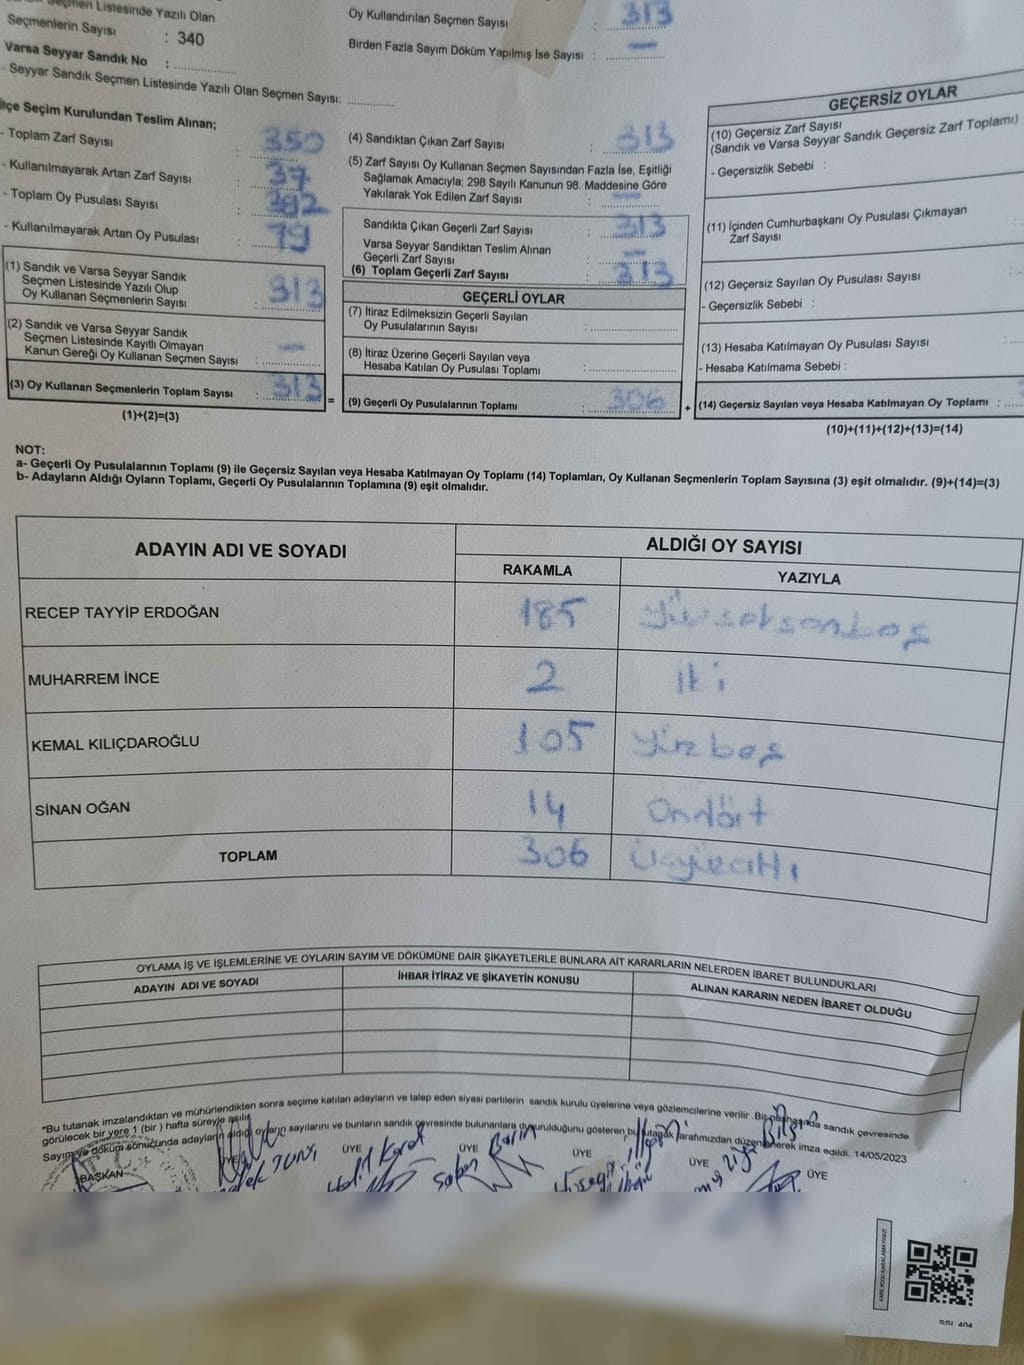 Seçmen Listesinde Yazılı Olan
Seçmenlerin Sayısı : 340
Varsa Seyyar Sandık No :
- Seyyar Sandık Seçmen Listesinde Yazılı Olan Seçmen Sayısı:
İlçe Seçim Kurulundan Teslim Alınan;
- Toplam Zarf Sayısı : 350
- Kullanılmayarak Artan Zarf Sayısı : 37
- Toplam Oy Pusulası Sayısı :
- Kullanılmayarak Artan Oy Pusulası : 79
(1) Sandık ve Varsa Seyyar Sandık
Seçmen Listesinde Yazılı Olup
Oy Kullanan Seçmenlerin Sayısı : 313
(2) Sandık ve Varsa Seyyar Sandık
Seçmen Listesinde Kayıtlı Olmayan
Kanun Gereği Oy Kullanan Seçmen Sayısı : —
(3) Oy Kullanan Seçmenlerin Toplam Sayısı : 313 =
(1)+(2)=(3)
Oy Kullandırılan Seçmen Sayısı : 313
Birden Fazla Sayım Döküm Yapılmış İse Sayısı : —
(4) Sandıktan Çıkan Zarf Sayısı : 313
(5) Zarf Sayısı Oy Kullanan Seçmen Sayısından Fazla İse, Eşitliği
Sağlamak Amacıyla; 298 Sayılı Kanunun 98. Maddesine Göre
Yakılarak Yok Edilen Zarf Sayısı : —
Sandıkta Çıkan Geçerli Zarf Sayısı : 313
Varsa Seyyar Sandıktan Teslim Alınan
Geçerli Zarf Sayısı : —
(6) Toplam Geçerli Zarf Sayısı : 313
GEÇERLİ OYLAR
(7) İtiraz Edilmeksizin Geçerli Sayılan
Oy Pusulalarının Sayısı :
(8) İtiraz Üzerine Geçerli Sayılan veya
Hesaba Katılan Oy Pusulası Toplamı :
(9) Geçerli Oy Pusulalarının Toplamı : 306 +
GEÇERSİZ OYLAR
(10) Geçersiz Zarf Sayısı
(Sandık ve Varsa Seyyar Sandık Geçersiz Zarf Toplamı)
- Geçersizlik Sebebi :
(11) İçinden Cumhurbaşkanı Oy Pusulası Çıkmayan
Zarf Sayısı
(12) Geçersiz Sayılan Oy Pusulası Sayısı :
- Geçersizlik Sebebi :
(13) Hesaba Katılmayan Oy Pusulası Sayısı :
- Hesaba Katılmama Sebebi :
(14) Geçersiz Sayılan veya Hesaba Katılmayan Oy Toplamı :
(10)+(11)+(12)+(13)=(14)
NOT:
a- Geçerli Oy Pusulalarının Toplamı (9) ile Geçersiz Sayılan veya Hesaba Katılmayan Oy Toplamı (14) Toplamları, Oy Kullanan Seçmenlerin Toplam Sayısına (3) eşit olmalıdır. (9)+(14)=(3)
b- Adayların Aldığı Oyların Toplamı, Geçerli Oy Pusulalarının Toplamına (9) eşit olmalıdır.
ADAYIN ADI VE SOYADI ALDIĞI OY SAYISI
RAKAMLA YAZIYLA
RECEP TAYYİP ERDOĞAN 185 Yüzseksenbeş
MUHARREM İNCE 2 iki
KEMAL KILIÇDAROĞLU 105 Yüzbeş
SİNAN OĞAN 14 Ondört
TOPLAM 306 Üçyüzaltı
OYLAMA İŞ VE İŞLEMLERİNE VE OYLARIN SAYIM VE DÖKÜMÜNE DAİR ŞİKAYETLERLE BUNLARA AİT KARARLARIN NELERDEN İBARET BULUNDUKLARI
ADAYIN ADI VE SOYADI İHBAR İTİRAZ VE ŞİKAYETİN KONUSU ALINAN KARARIN NEDEN İBARET OLDUĞU
*Bu tutanak imzalandıktan ve mühürlendikten sonra seçime katılan adayların ve talep eden siyasi partilerin sandık kurulu üyelerine veya gözlemcilerine verilir. Bir nüshası da sandık çevresinde
görülecek bir yere 1 (bir) hafta süreyle asılır.
Sayım ve döküm sonucunda adayların aldığı oyların sayılarını ve bunların sandık çevresinde bulunanlara duyurulduğunu gösteren bu tutanak tarafımızdan düzenlenerek imza edildi. 14/05/2023
BAŞKAN ÜYE ÜYE ÜYE ÜYE ÜYE ÜYE